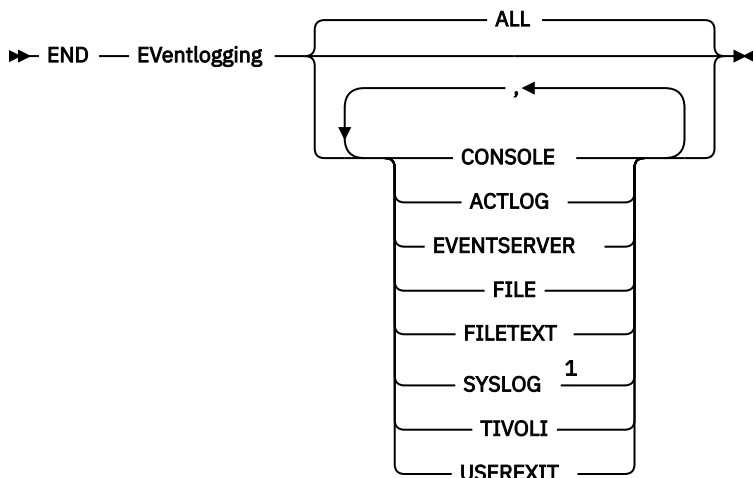 ALL
END EVentlogging
,
CONSOLE
ACTLOG
EVENTSERVER
FILE
FILETEXT
SYSLOG 1
TIVOLI
USEREXIT